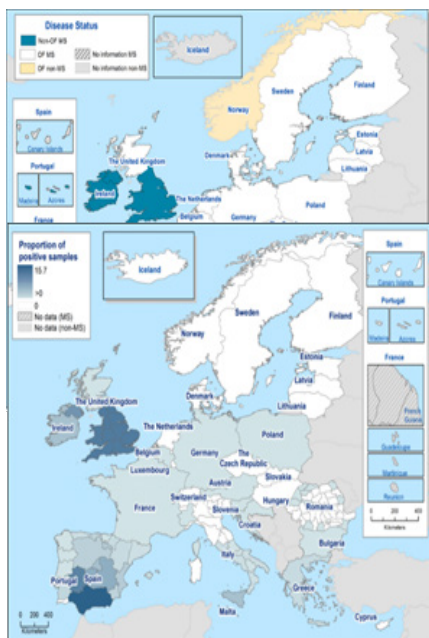 Disease Status
Non-OF MS
OF MS
OF non-MS
No information MS
No information non-MS
Iceland
Spain
Canary Islands
Portugal
Madeira
Azores
France
Norway
Sweden
Finland
Estonia
Latvia
Lithuania
Denmark
The United Kingdom
Ireland
The Netherlands
Belgium
Germany
Poland
Proportion of
positive samples
15.7
>0
0
No data (MS)
No data (non-MS)
Iceland
Spain
Canary Islands
Portugal
Madeira
Azores
France
French
Guiana
Guadeloupe
Martinique
Reunion
0 200 400
Kilometers
Norway
Sweden
Finland
Estonia
Latvia
Lithuania
Denmark
The United Kingdom
Ireland
The Netherlands
Belgium
Luxembourg
Germany
Poland
The
Czech Republic
Slovakia
Austria
Hungary
Switzerland
Slovenia
Romania
France
Croatia
Italy
Bulgaria
Portugal
Spain
Greece
Malta
Cyprus
0 200 400
Kilometers